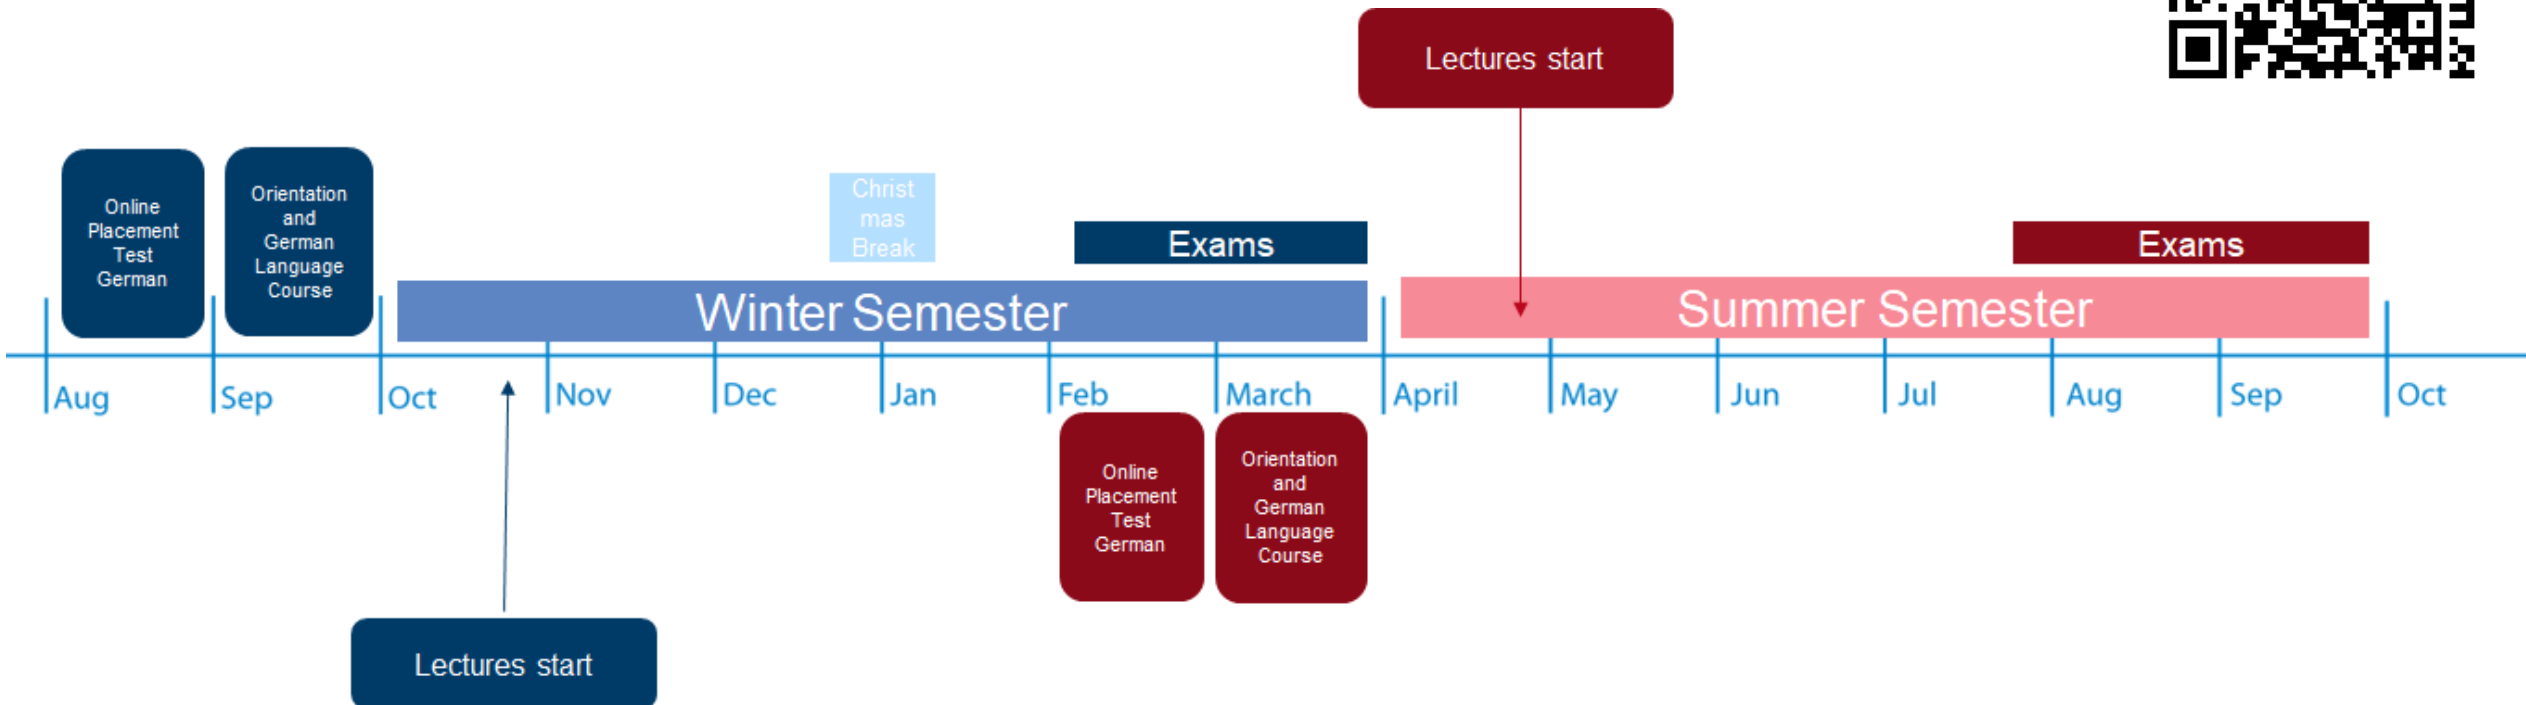 Lectures start
Online
Placement
Test
German
Orientation
and
German
Language
Course
Christ
mas
Break
Exams
Exams
Winter Semester
Summer Semester
Aug
Sep
Oct
Nov
Dec
Jan
Feb
March
April
May
Jun
Jul
Aug
Sep
Oct
Online
Placement
Test
German
Orientation
and
German
Language
Course
Lectures start